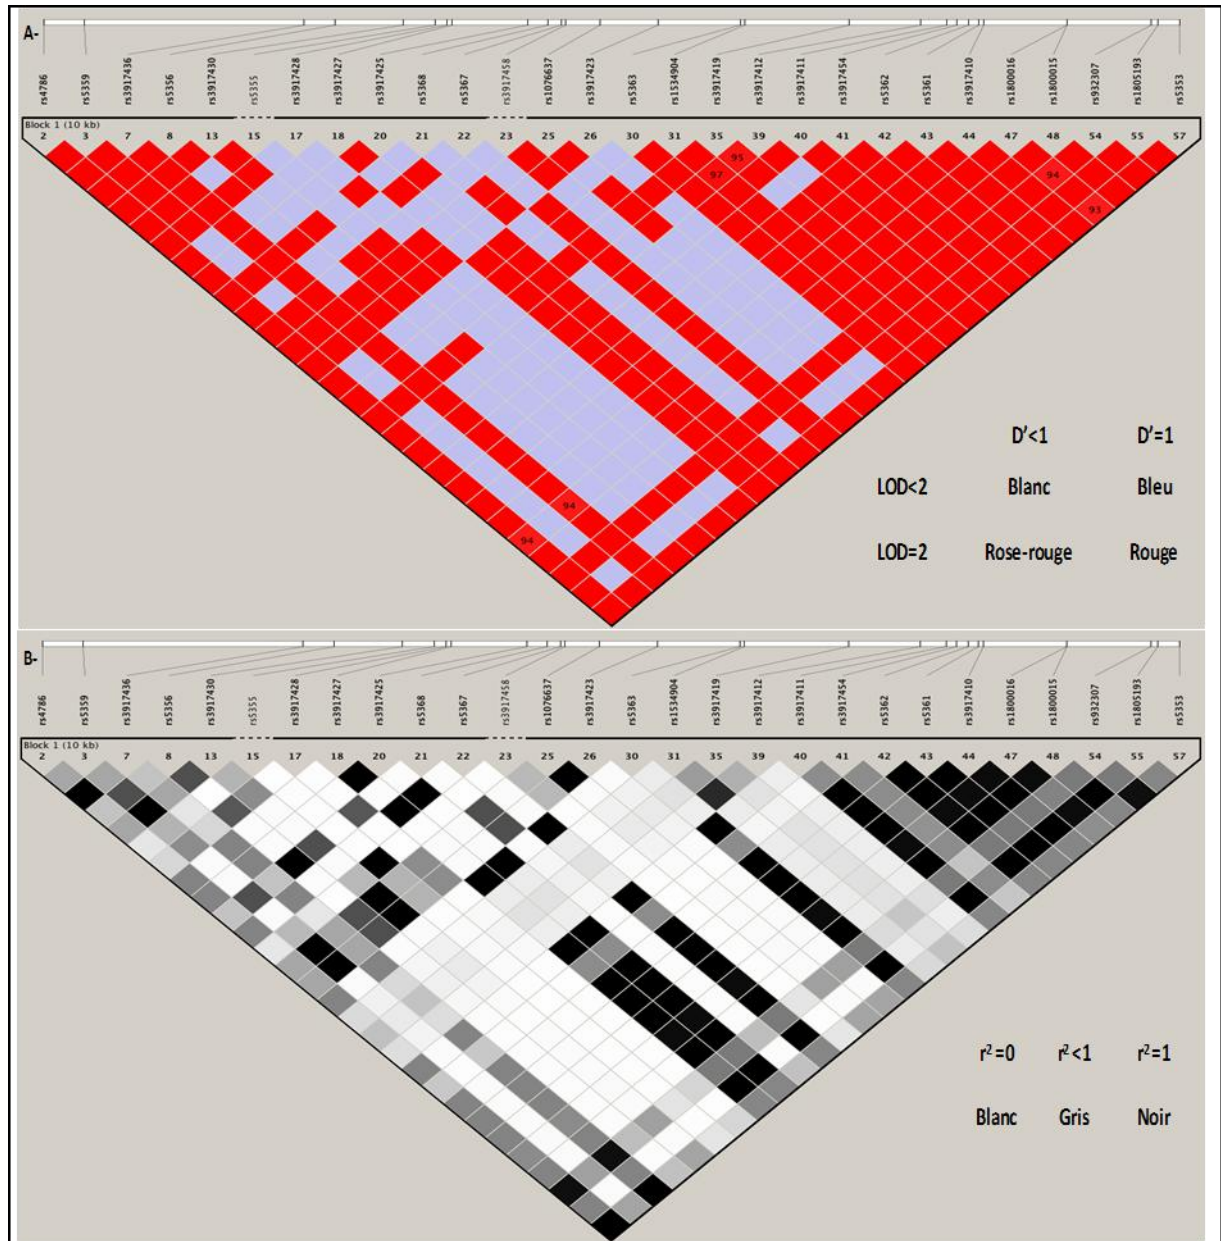 A-
rs4786 rs5359 rs3917436 rs5356 rs3917430 rs5355 rs3917428 rs3917427 rs3917425 rs5368 rs5367 rs3917458 rs1076637 rs3917423 rs5363 rs1534904 rs3917419 rs3917412 rs3917411 rs3917454 rs5362 rs5361 rs3917410 rs1800016 rs1800015 rs932307 rs1805193 rs5353
Block 1 (10 kb)
2 3 7 8 13 15 17 18 20 21 22 23 25 26 30 31 35 39 40 41 42 43 44 47 48 54 55 57
95
97 94
93
D'<1 D'=1
LOD<2 Blanc Bleu
94
94
LOD=2 Rose-rouge Rouge
B-
rs4786 rs5359 rs3917436 rs5356 rs3917430 rs5355 rs3917428 rs3917427 rs3917425 rs5368 rs5367 rs3917458 rs1076637 rs3917423 rs5363 rs1534904 rs3917419 rs3917412 rs3917411 rs3917454 rs5362 rs5361 rs3917410 rs1800016 rs1800015 rs932307 rs1805193 rs5353
Block 1 (10 kb)
2 3 7 8 13 15 17 18 20 21 22 23 25 26 30 31 35 39 40 41 42 43 44 47 48 54 55 57
r²=0 r²<1 r²=1
Blanc Gris Noir